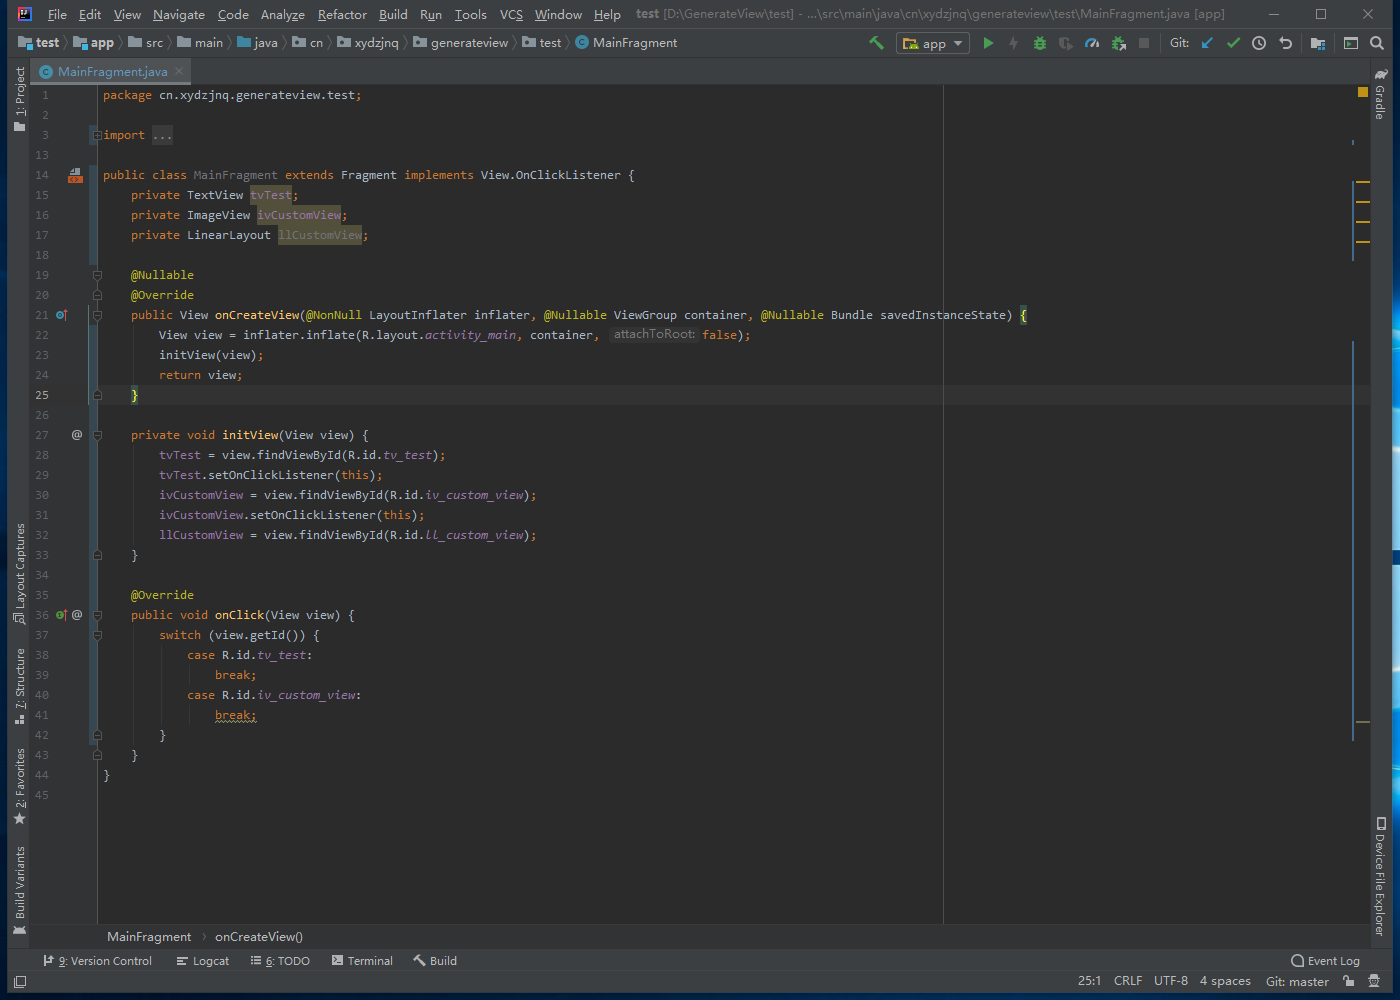 File Edit View Navigate Code Analyze Refactor Build Run Tools VCS Window Help test [D:\GenerateView\test] - ...\src\main\java\cn\xydzjnq\generateview\test\MainFragment.java [app]
test app src main java cn xydzjnq generateview test MainFragment app Git:
MainFragment.java
1 package cn.xydzjnq.generateview.test;
2
3 import ...
13
14 public class MainFragment extends Fragment implements View.OnClickListener {
15 private TextView tvTest;
16 private ImageView ivCustomView;
17 private LinearLayout llCustomView;
18
19 @Nullable
20 @Override
21 public View onCreateView(@NonNull LayoutInflater inflater, @Nullable ViewGroup container, @Nullable Bundle savedInstanceState) {
22 View view = inflater.inflate(R.layout.activity_main, container, attachToRoot: false);
23 initView(view);
24 return view;
25 }
26
27 @ private void initView(View view) {
28 tvTest = view.findViewById(R.id.tv_test);
29 tvTest.setOnClickListener(this);
30 ivCustomView = view.findViewById(R.id.iv_custom_view);
31 ivCustomView.setOnClickListener(this);
32 llCustomView = view.findViewById(R.id.ll_custom_view);
33 }
34
35 @Override
36 @ public void onClick(View view) {
37 switch (view.getId()) {
38 case R.id.tv_test:
39 break;
40 case R.id.iv_custom_view:
41 break;
42 }
43 }
44 }
45
1: Project
Layout Captures
7: Structure
2: Favorites
Build Variants
Gradle
Device File Explorer
MainFragment onCreateView()
9: Version Control Logcat 6: TODO Terminal Build Event Log
25:1 CRLF UTF-8 4 spaces Git: master